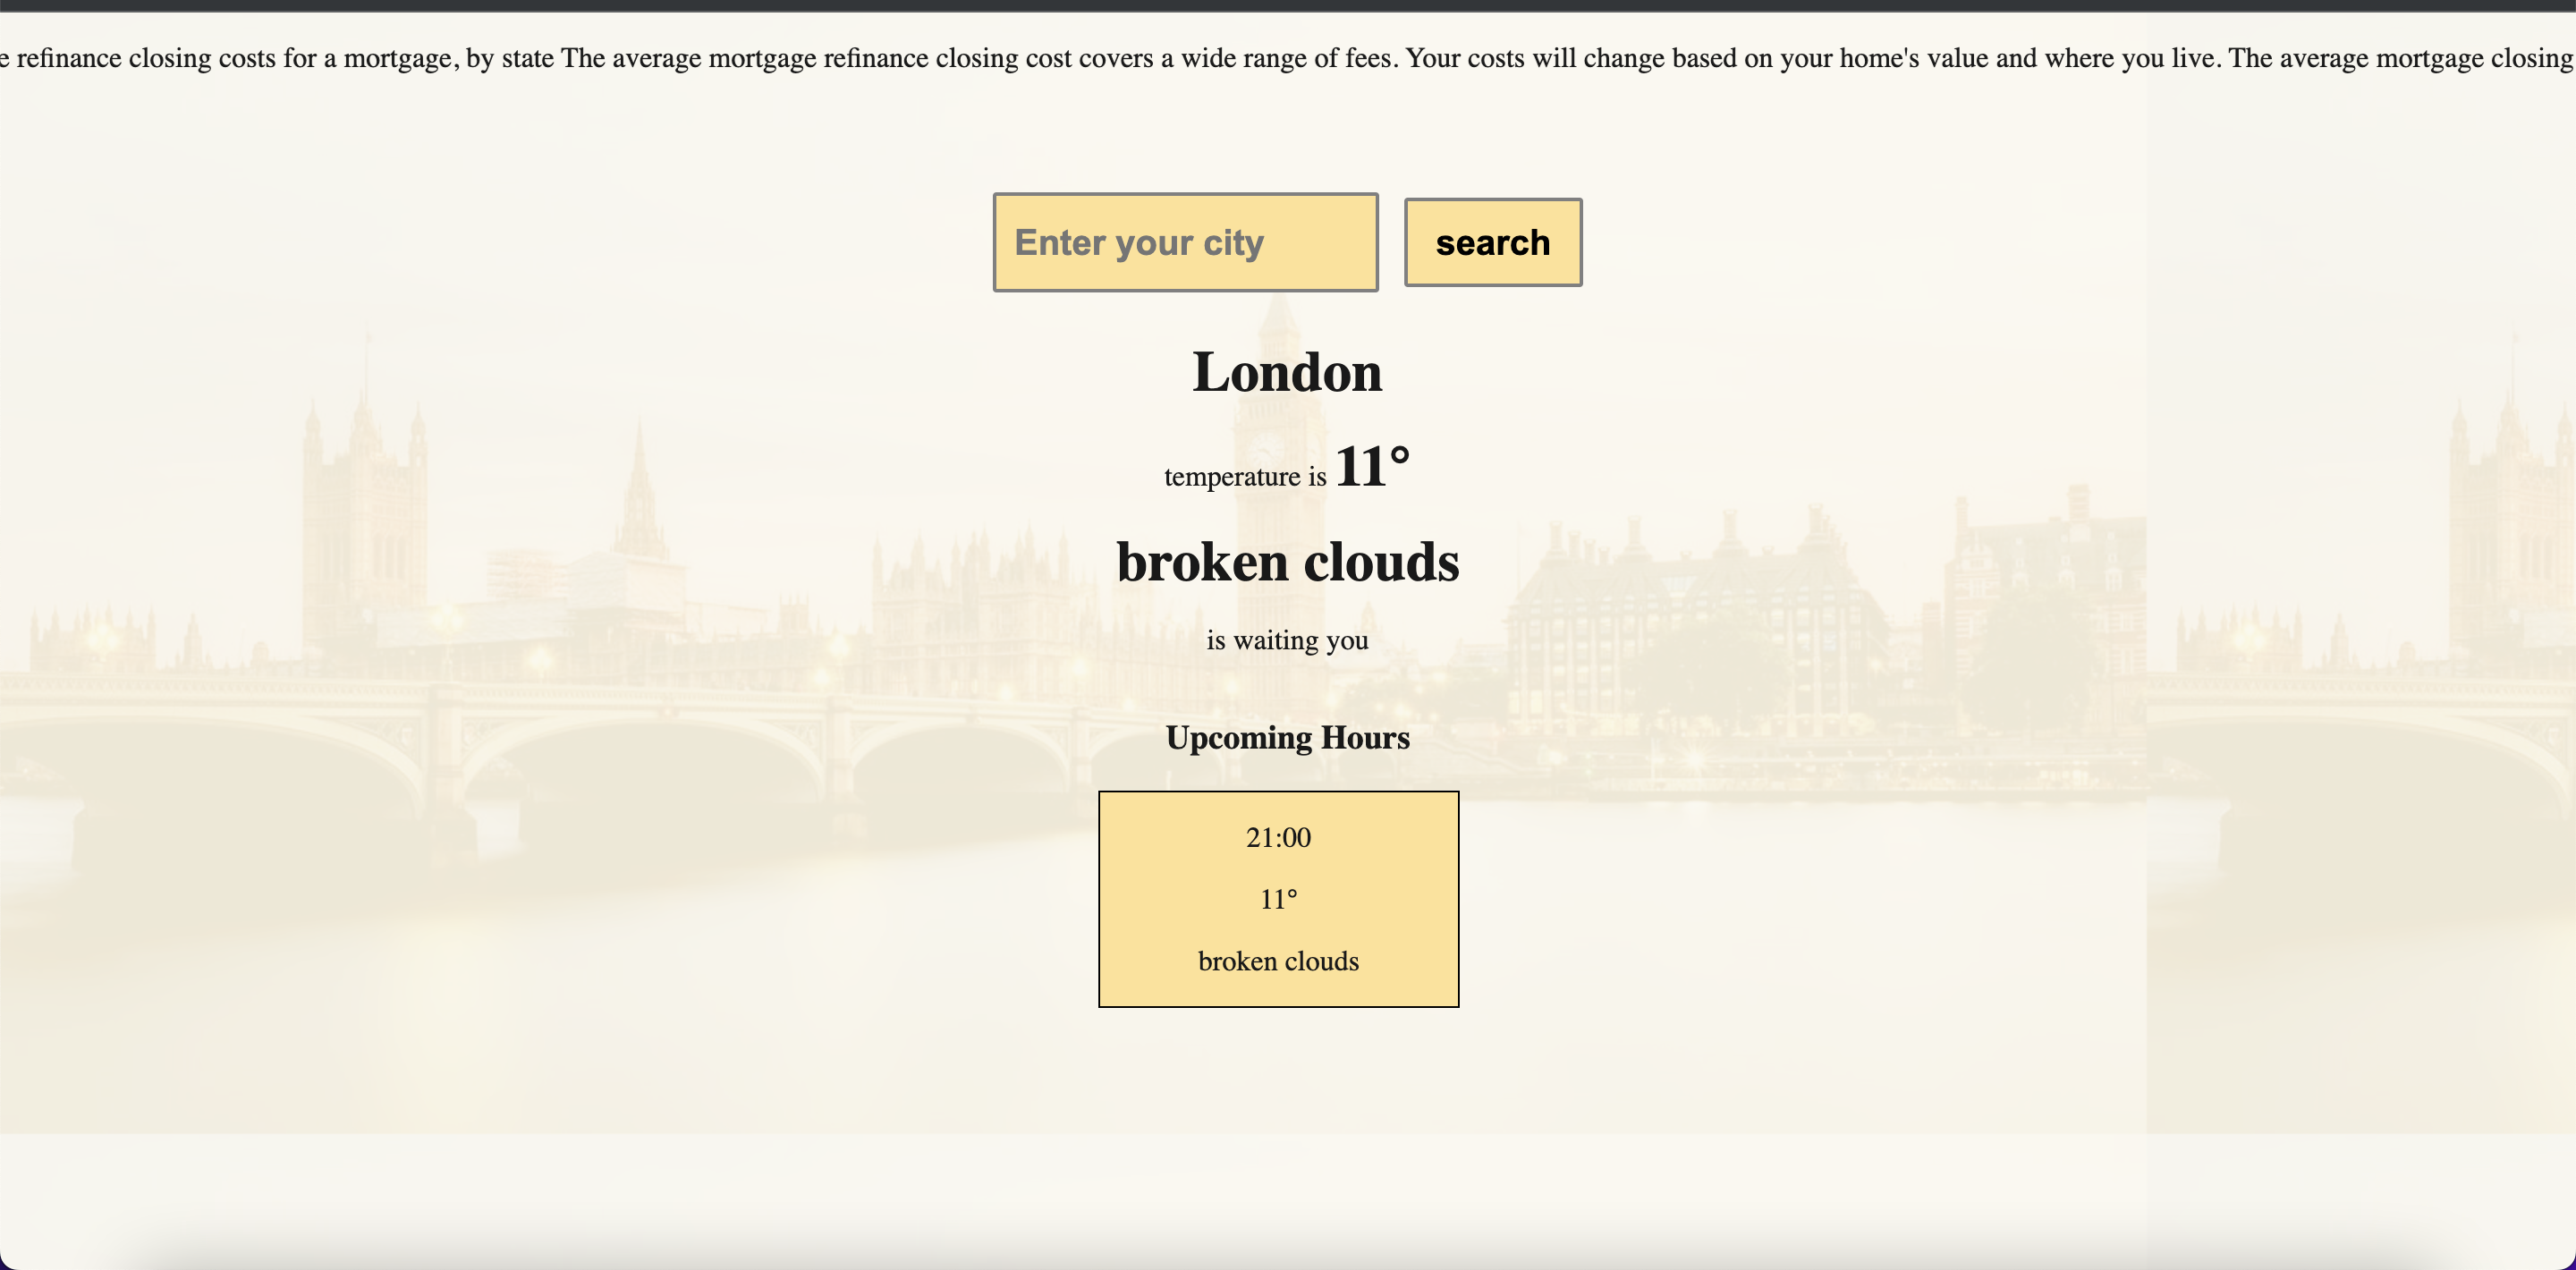 e refinance closing costs for a mortgage, by state The average mortgage refinance closing cost covers a wide range of fees. Your costs will change based on your home's value and where you live. The average mortgage closing
Enter your city
search
London
temperature is 11°
broken clouds
is waiting you
Upcoming Hours
21:00
11°
broken clouds